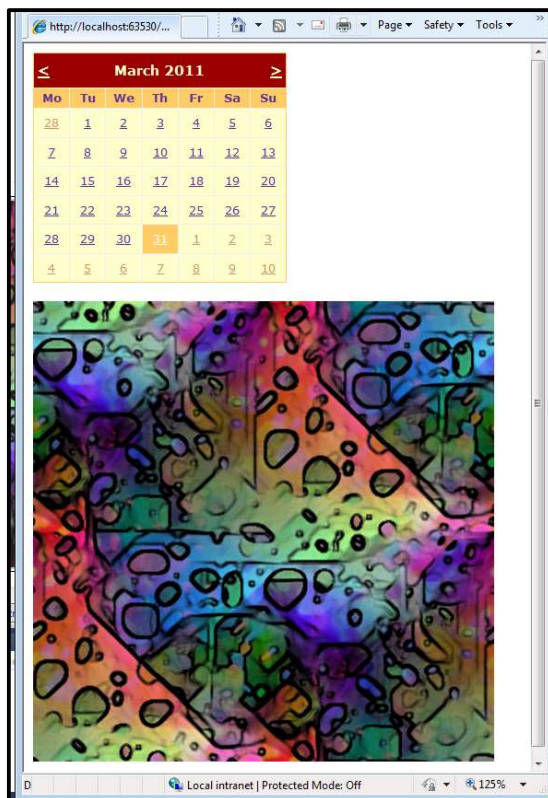 http://localhost:63530/...
Page Safety Tools »
< March 2011 >
Mo Tu We Th Fr Sa Su
28 1 2 3 4 5 6
7 8 9 10 11 12 13
14 15 16 17 18 19 20
21 22 23 24 25 26 27
28 29 30 31 1 2 3
4 5 6 7 8 9 10
D Local intranet | Protected Mode: Off 125%